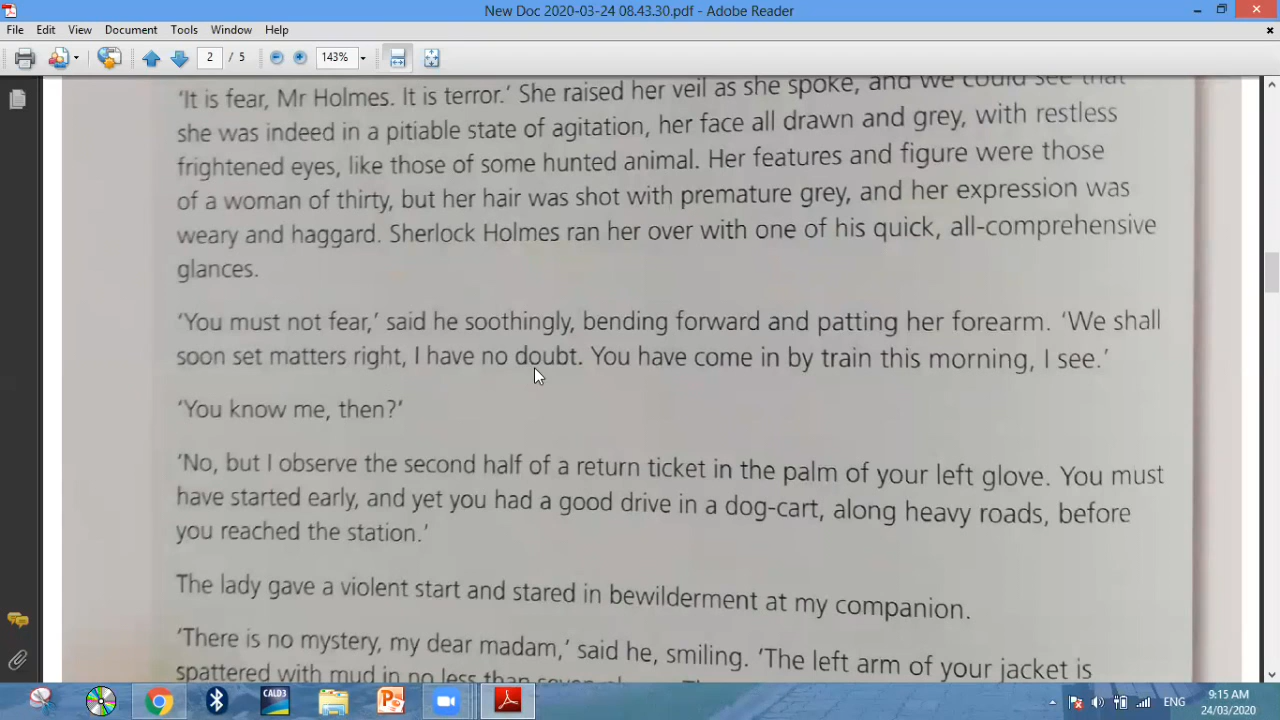 New Doc 2020-03-24 08.43.30.pdf - Adobe Reader
File Edit View Document Tools Window Help
2 / 5 143%
'It is fear, Mr Holmes. It is terror.' She raised her veil as she spoke, and we could see that
she was indeed in a pitiable state of agitation, her face all drawn and grey, with restless
frightened eyes, like those of some hunted animal. Her features and figure were those
of a woman of thirty, but her hair was shot with premature grey, and her expression was
weary and haggard. Sherlock Holmes ran her over with one of his quick, all-comprehensive
glances.
'You must not fear,' said he soothingly, bending forward and patting her forearm. 'We shall
soon set matters right, I have no doubt. You have come in by train this morning, I see.'
'You know me, then?'
'No, but I observe the second half of a return ticket in the palm of your left glove. You must
have started early, and yet you had a good drive in a dog-cart, along heavy roads, before
you reached the station.'
The lady gave a violent start and stared in bewilderment at my companion.
'There is no mystery, my dear madam,' said he, smiling. 'The left arm of your jacket is
spattered with mud in no less than seven
CALD3
ENG
9:15 AM
24/03/2020